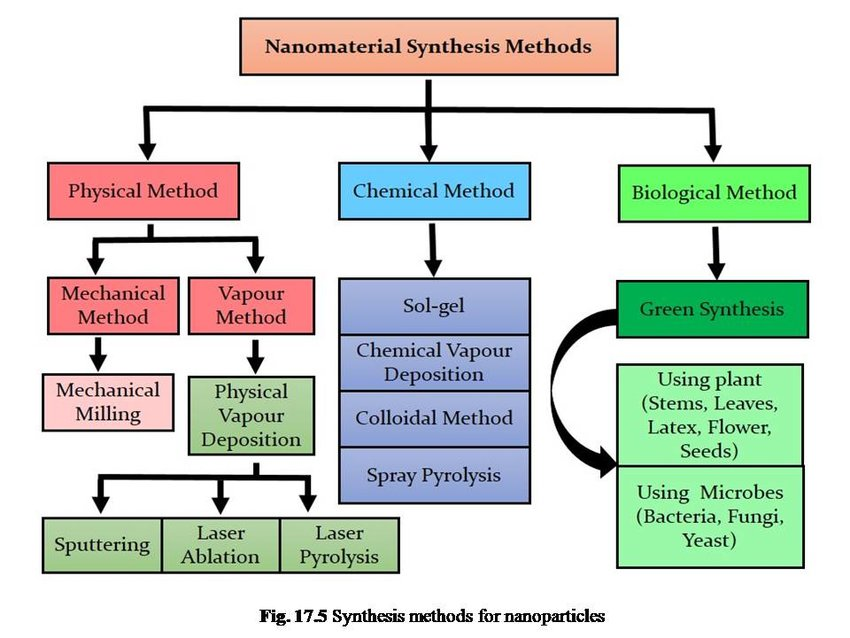 Nanomaterial Synthesis Methods
Physical Method
Chemical Method
Biological Method
Mechanical
Method
Vapour
Method
Mechanical
Milling
Physical
Vapour
Deposition
Sputtering
Laser
Ablation
Laser
Pyrolysis
Sol-gel
Chemical Vapour
Deposition
Colloidal Method
Spray Pyrolysis
Green Synthesis
Using plant
(Stems, Leaves,
Latex, Flower,
Seeds)
Using Microbes
(Bacteria, Fungi,
Yeast)
Fig. 17.5 Synthesis methods for nanoparticles